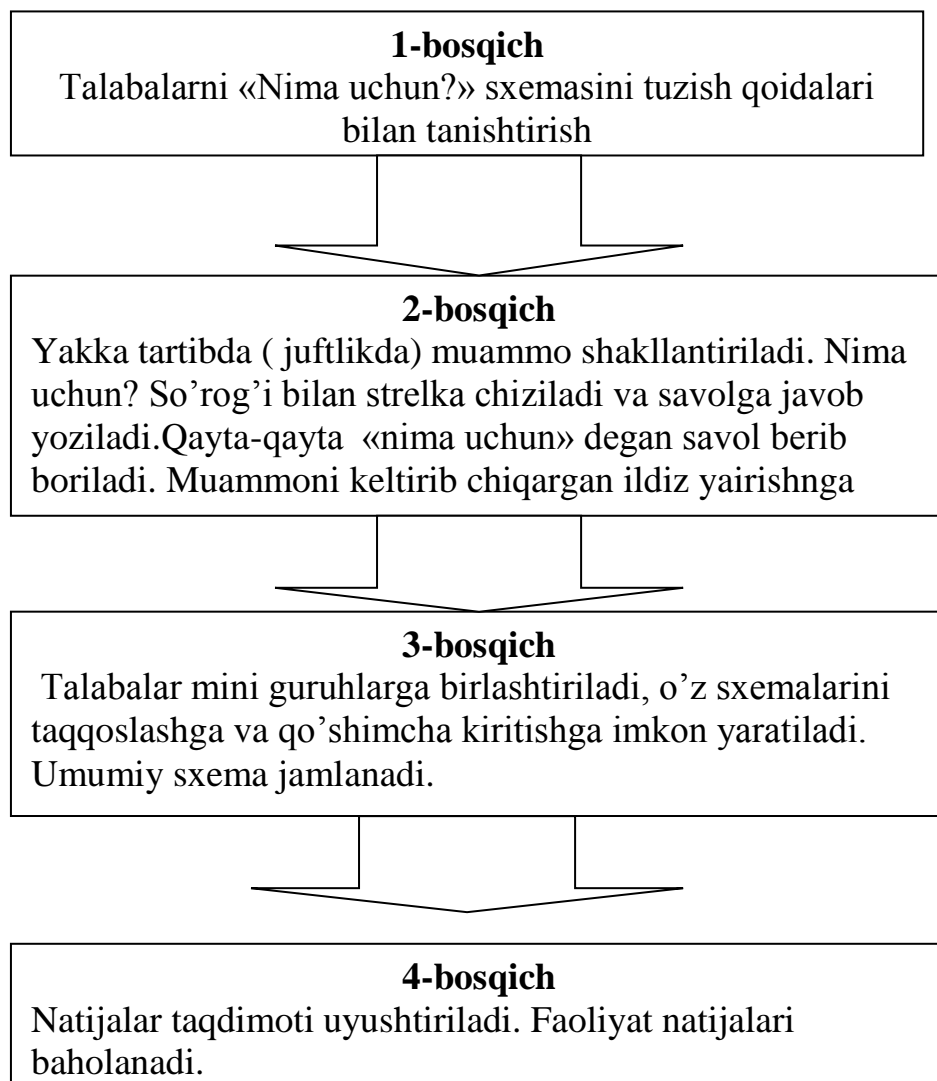 1-bosqich
Talabalarni «Nima uchun?» sxemasini tuzish qoidalari
bilan tanishtirish
2-bosqich
Yakka tartibda ( juftlikda) muammo shakllantiriladi. Nima
uchun? So’rog’i bilan strelka chiziladi va savolga javob
yoziladi.Qayta-qayta «nima uchun» degan savol berib
boriladi. Muammoni keltirib chiqargan ildiz yairishnga
3-bosqich
Talabalar mini guruhlarga birlashtiriladi, o’z sxemalarini
taqqoslashga va qo’shimcha kiritishga imkon yaratiladi.
Umumiy sxema jamlanadi.
4-bosqich
Natijalar taqdimoti uyushtiriladi. Faoliyat natijalari
baholanadi.